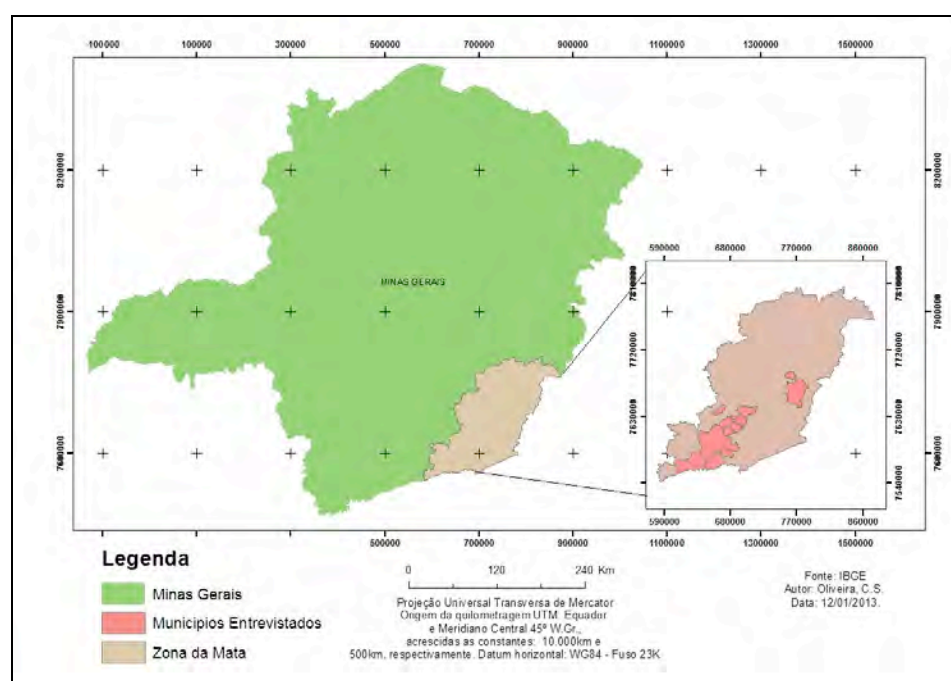 -100000 100000 300000 500000 700000 900000 1100000 1300000 1500000
8200000 8200000
MINAS GERAIS
590000 680000 770000 860000
7810000 7810000
7900000 7900000
7720000 7720000
7630000 7630000
7600000 7600000
7540000 7540000
590000 680000 770000 860000
500000 700000 900000 1100000 1300000 1500000
Legenda
Minas Gerais
Municipios Entrevistados
Zona da Mata
0 120 240 Km
Projeção Universal Transversa de Mercator
Origem da quilometragem UTM: Equador
e Meridiano Central 45º W.Gr.,
acrescidas as constantes: 10.000km e
500km, respectivamente. Datum horizontal: WG84 - Fuso 23K
Fonte: IBGE
Autor: Oliveira, C.S.
Data: 12/01/2013.